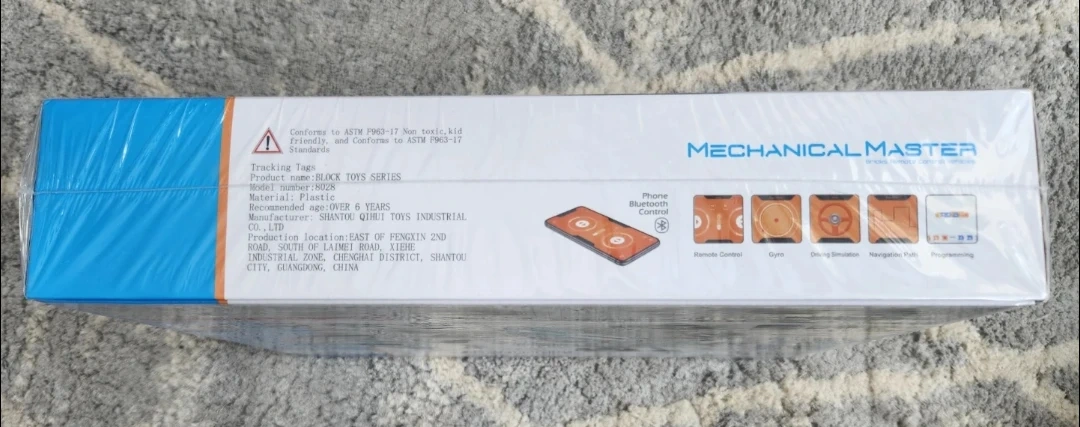 Conforms to ASTM F963-17 Non toxic,kid
friendly. and Conforms to ASTM F963-17
Standards
Tracking Tags
Product name:BLOCK TOYS SERIES
Model number:8028
Material: Plastic
Recommended age:OVER 6 YEARS
Manufacturer: SHANTOU QIHUI TOYS INDUSTRIAL
CO.,LTD
Production location:EAST OF FENGXIN 2ND
ROAD, SOUTH OF LAIMEI ROAD, XIEHE
INDUSTRIAL ZONE, CHENGHAI DISTRICT, SHANTOU
CITY, GUANGDONG, CHINA
MECHANICAL MASTER
Phone
Bluetooth
Control
Remote Control
Gyro
Driving Simulator
Navigation Path
Programming